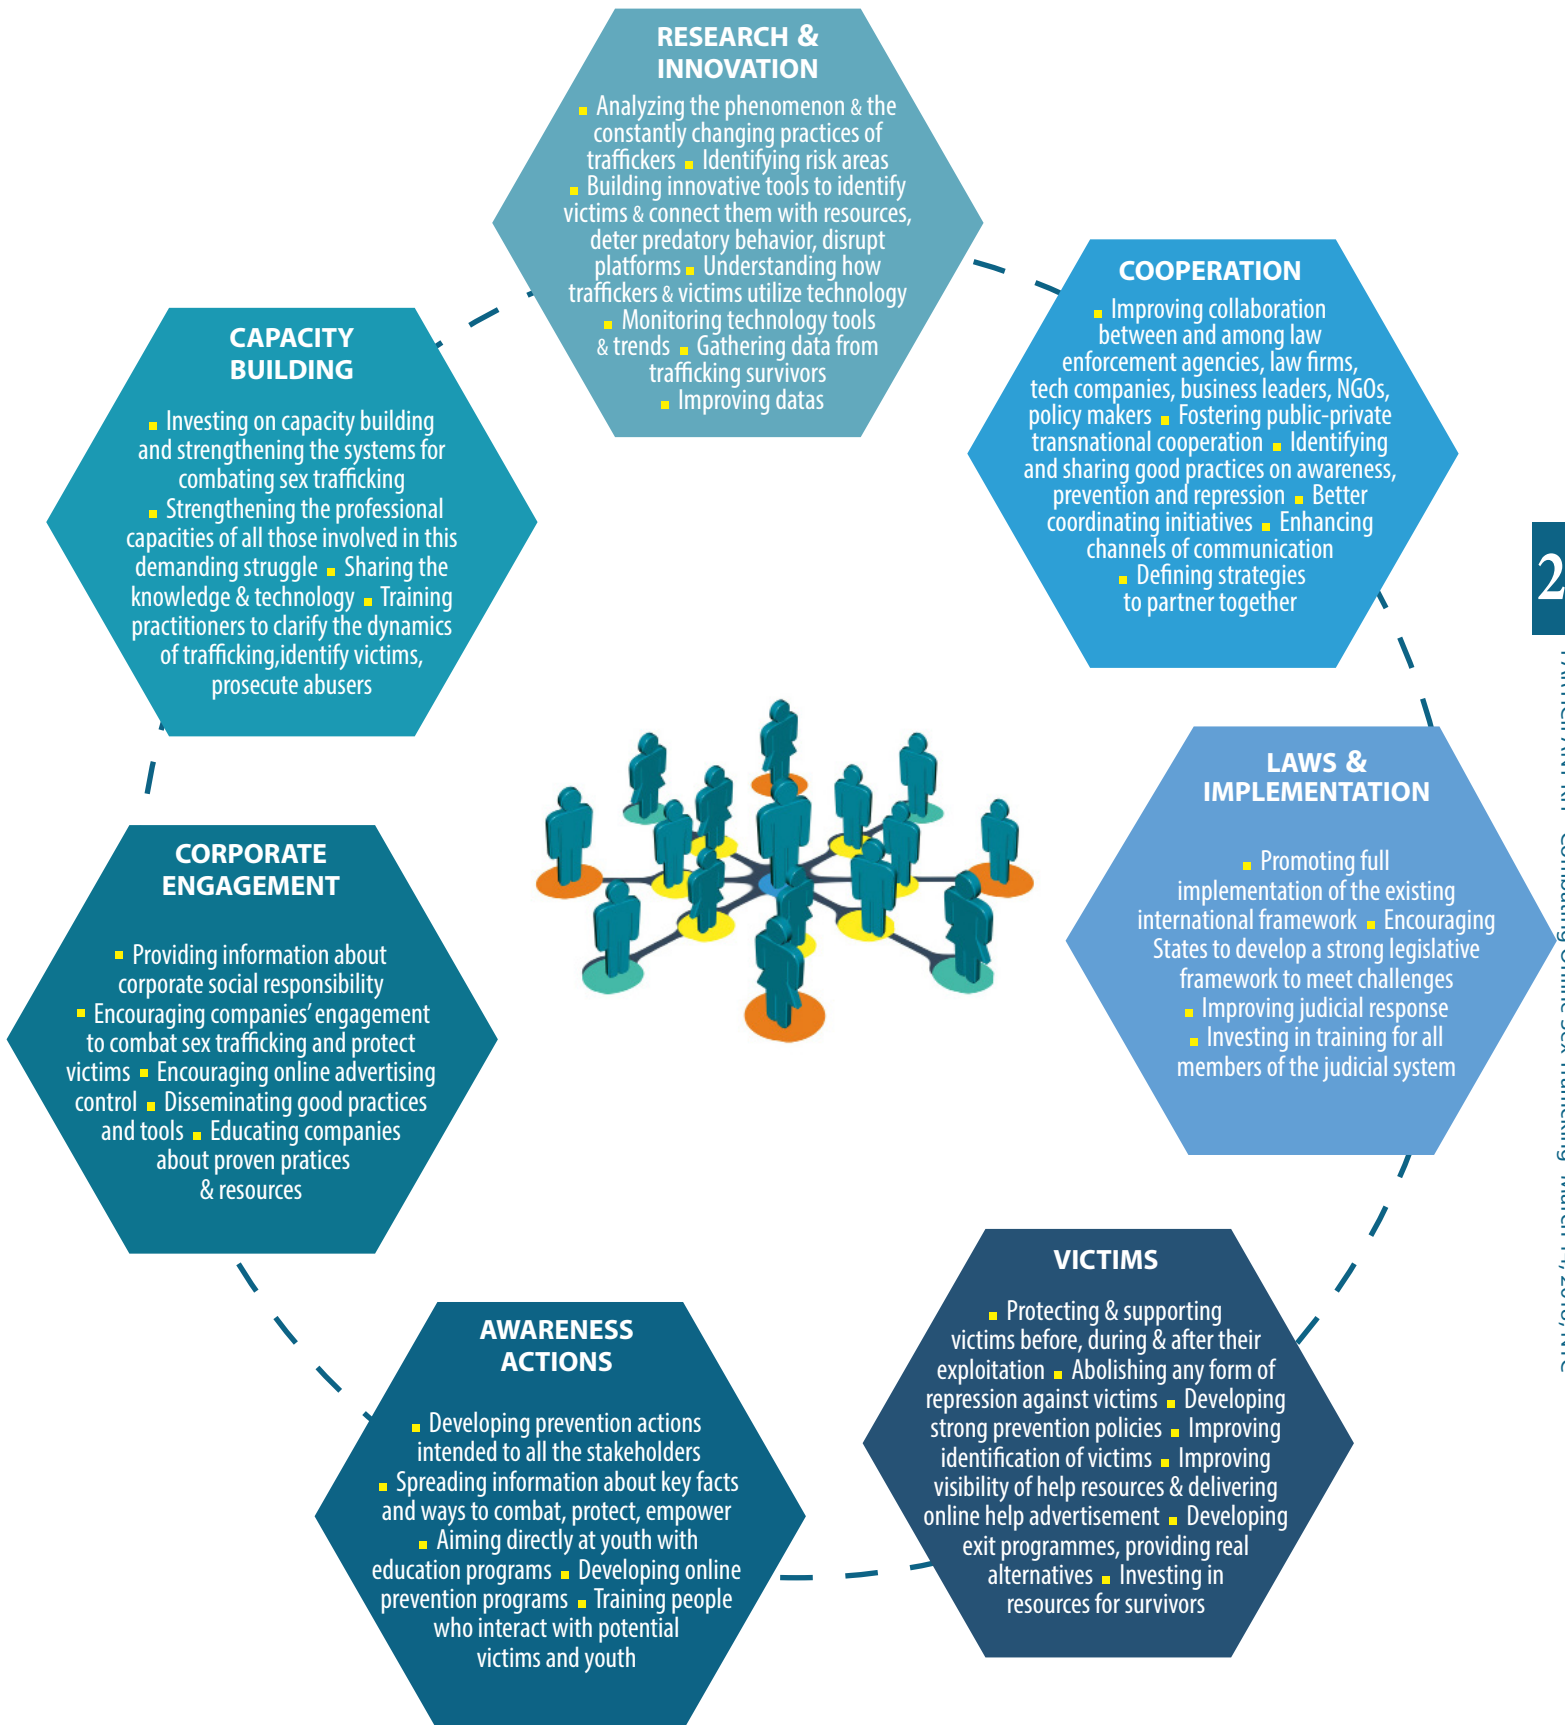 RESEARCH &
INNOVATION
▪ Analyzing the phenomenon & the
constantly changing practices of
traffickers ▪ Identifying risk areas
▪ Building innovative tools to identify
victims & connect them with resources,
deter predatory behavior, disrupt
platforms ▪ Understanding how
traffickers & victims utilize technology
▪ Monitoring technology tools
& trends ▪ Gathering data from
trafficking survivors
▪ Improving datas
COOPERATION
▪ Improving collaboration
between and among law
enforcement agencies, law firms,
tech companies, business leaders, NGOs,
policy makers ▪ Fostering public-private
transnational cooperation ▪ Identifying
and sharing good practices on awareness,
prevention and repression ▪ Better
coordinating initiatives ▪ Enhancing
channels of communication
▪ Defining strategies
to partner together
LAWS &
IMPLEMENTATION
▪ Promoting full
implementation of the existing
international framework ▪ Encouraging
States to develop a strong legislative
framework to meet challenges
▪ Improving judicial response
▪ Investing in training for all
members of the judicial system
VICTIMS
▪ Protecting & supporting
victims before, during & after their
exploitation ▪ Abolishing any form of
repression against victims ▪ Developing
strong prevention policies ▪ Improving
identification of victims ▪ Improving
visibility of help resources & delivering
online help advertisement ▪ Developing
exit programmes, providing real
alternatives ▪ Investing in
resources for survivors
AWARENESS
ACTIONS
▪ Developing prevention actions
intended to all the stakeholders
▪ Spreading information about key facts
and ways to combat, protect, empower
▪ Aiming directly at youth with
education programs ▪ Developing online
prevention programs ▪ Training people
who interact with potential
victims and youth
CORPORATE
ENGAGEMENT
▪ Providing information about
corporate social responsibility
▪ Encouraging companies’ engagement
to combat sex trafficking and protect
victims ▪ Encouraging online advertising
control ▪ Disseminating good practices
and tools ▪ Educating companies
about proven pratices
& resources
CAPACITY
BUILDING
▪ Investing on capacity building
and strengthening the systems for
combating sex trafficking
▪ Strengthening the professional
capacities of all those involved in this
demanding struggle ▪ Sharing the
knowledge & technology ▪ Training
practitioners to clarify the dynamics
of trafficking,identify victims,
prosecute abusers
2